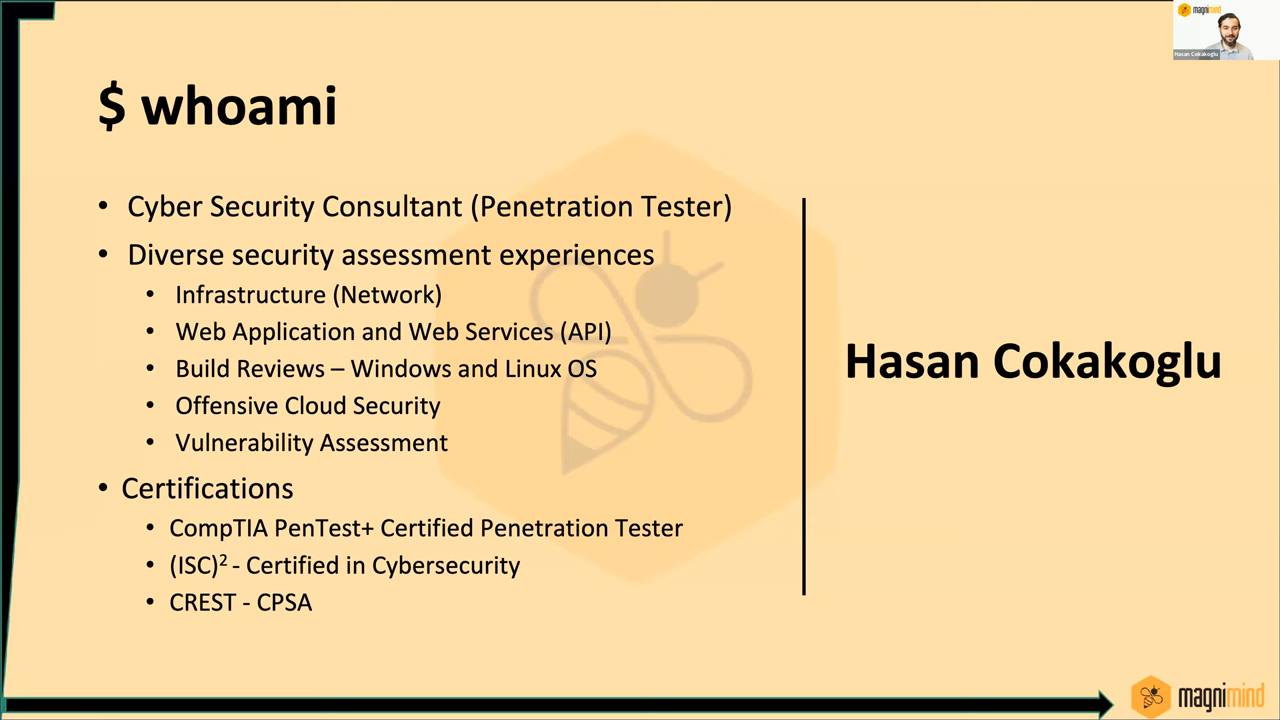 magnimind
Hasan Cokakoglu
$ whoami
• Cyber Security Consultant (Penetration Tester)
• Diverse security assessment experiences
• Infrastructure (Network)
• Web Application and Web Services (API)
• Build Reviews – Windows and Linux OS
• Offensive Cloud Security
• Vulnerability Assessment
• Certifications
• CompTIA PenTest+ Certified Penetration Tester
• (ISC)² - Certified in Cybersecurity
• CREST - CPSA
Hasan Cokakoglu
magnimind